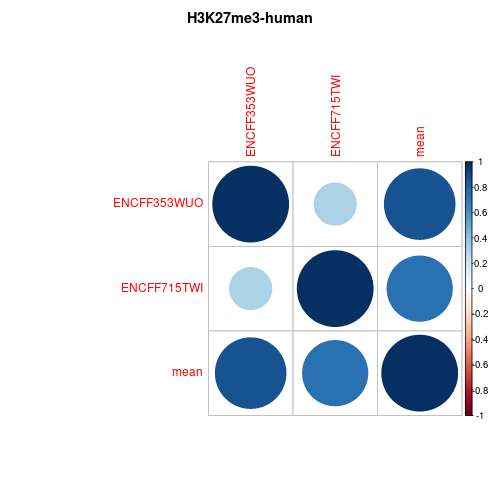 H3K27me3-human
ENCFF353WUO
ENCFF715TWI
mean
ENCFF353WUO
ENCFF715TWI
mean
1
0.8
0.6
0.4
0.2
0
-0.2
-0.4
-0.6
-0.8
-1